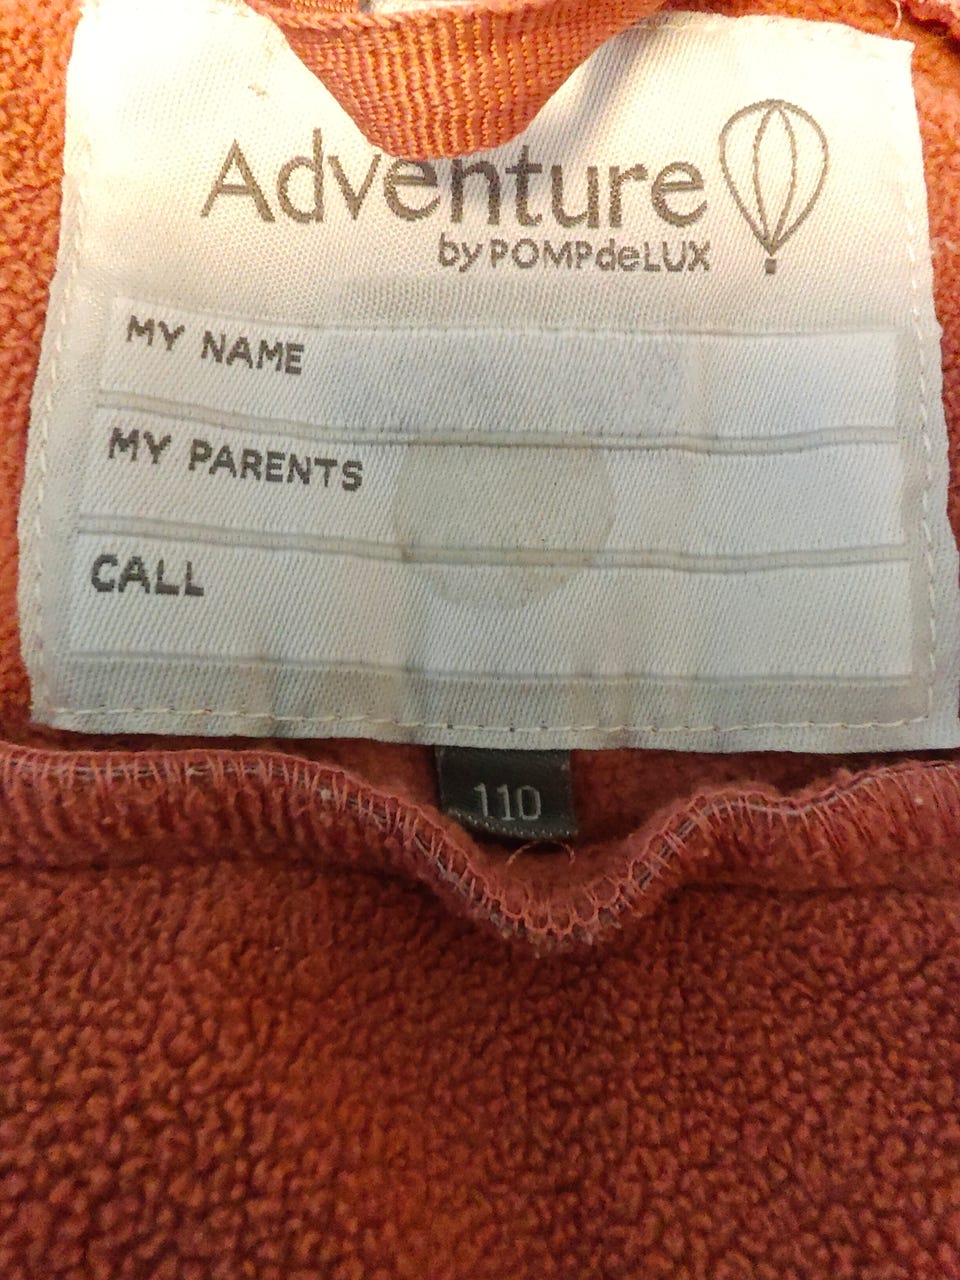 Adventure
by POMPdeLUX
MY NAME
MY PARENTS
CALL
110